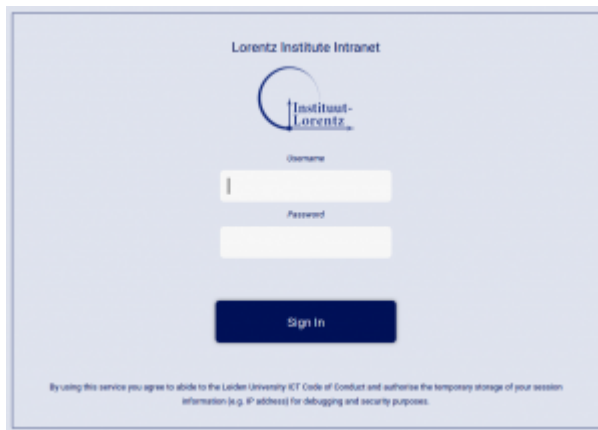 Lorentz Institute Intranet
Instituut-
Lorentz
Username
Password
Sign In
By using this service you agree to abide to the Leiden University ICT Code of Conduct and authorise the temporary storage of your session
information (e.g. IP address) for debugging and security purposes.